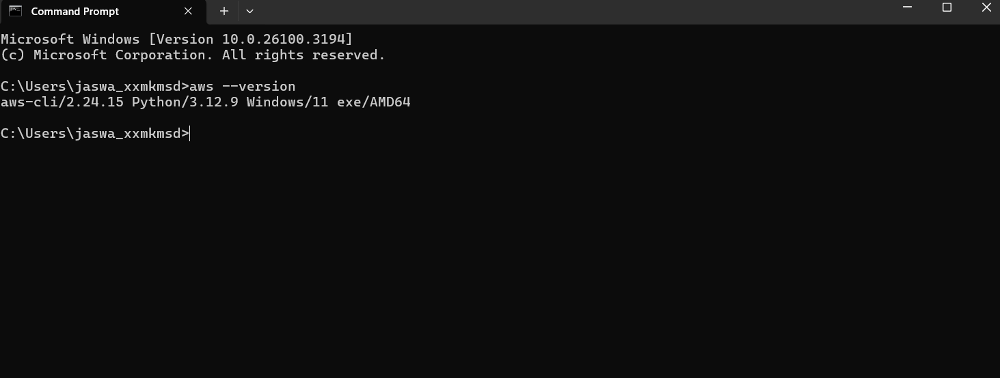 Command Prompt
Microsoft Windows [Version 10.0.26100.3194]
(c) Microsoft Corporation. All rights reserved.
C:\Users\jaswa_xxmkmsd>aws --version
aws-cli/2.24.15 Python/3.12.9 Windows/11 exe/AMD64
C:\Users\jaswa_xxmkmsd>